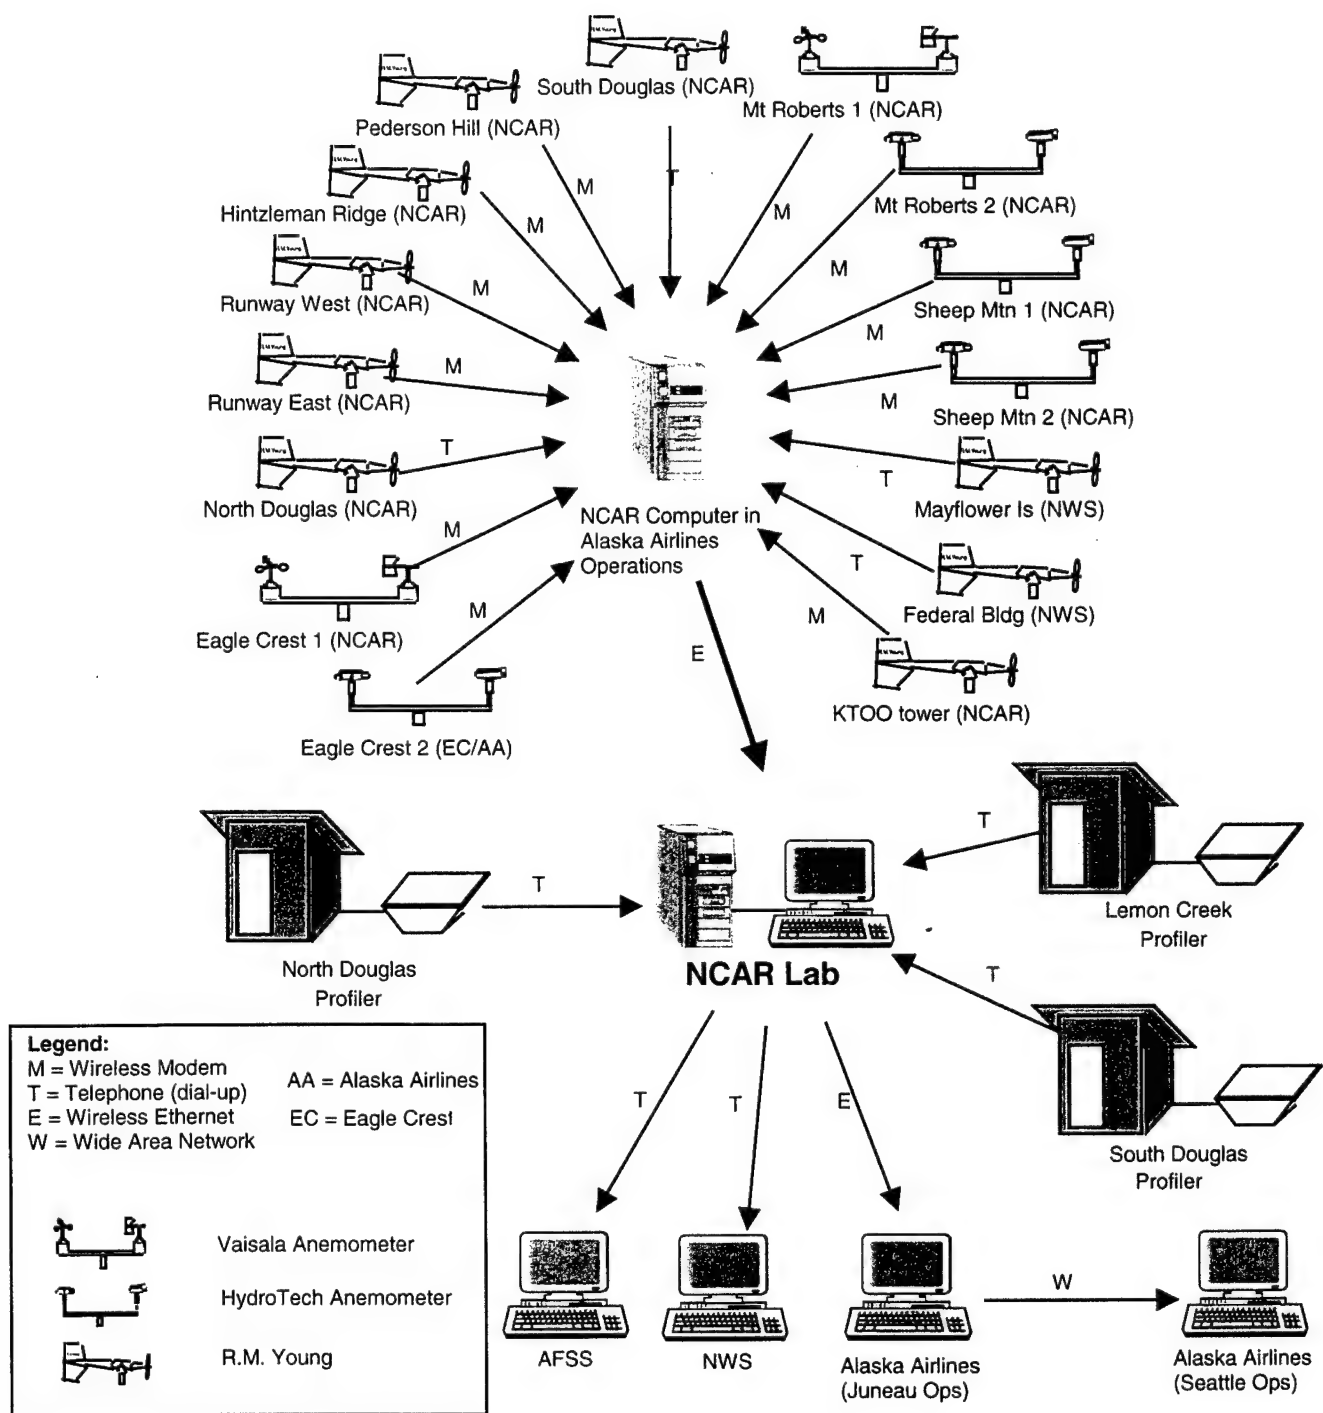 South Douglas (NCAR)
Mt Roberts 1 (NCAR)
Pederson Hill (NCAR)
T
M
M
Hintzleman Ridge (NCAR)
Mt Roberts 2 (NCAR)
M
M
Runway West (NCAR)
M
Sheep Mtn 1 (NCAR)
M
Runway East (NCAR)
M
M
Sheep Mtn 2 (NCAR)
T
North Douglas (NCAR)
T
Mayflower Is (NWS)
M
NCAR Computer in
Alaska Airlines
Operations
T
Federal Bldg (NWS)
Eagle Crest 1 (NCAR)
M
M
E
KTOO tower (NCAR)
Eagle Crest 2 (EC/AA)
T
T
Lemon Creek
Profiler
North Douglas
Profiler
NCAR Lab
T
Legend:
M = Wireless Modem
T = Telephone (dial-up)
E = Wireless Ethernet
W = Wide Area Network
AA = Alaska Airlines
EC = Eagle Crest
T
T
E
South Douglas
Profiler
Vaisala Anemometer
HydroTech Anemometer
R.M. Young
W
AFSS
NWS
Alaska Airlines
(Juneau Ops)
Alaska Airlines
(Seattle Ops)